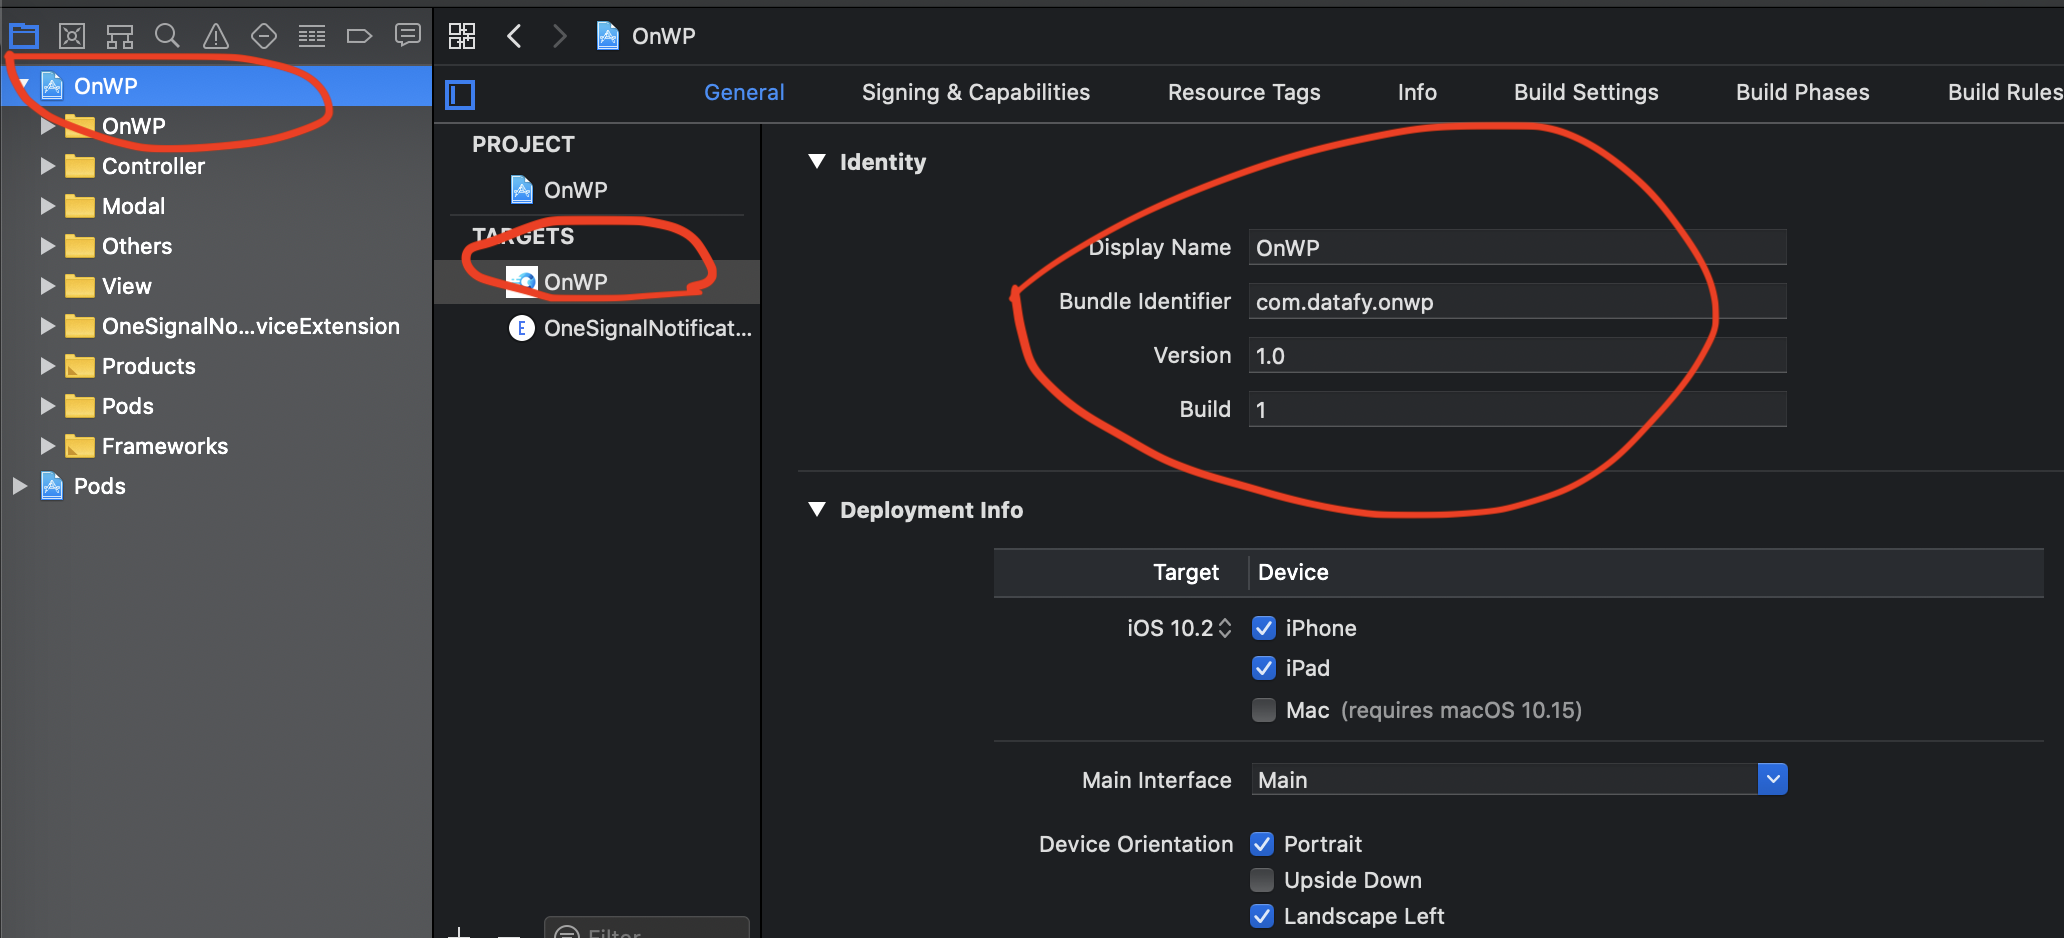 OnWP
OnWP
Controller
Modal
Others
View
OneSignalNo...viceExtension
Products
Pods
Frameworks
Pods
OnWP
General
Signing & Capabilities
Resource Tags
Info
Build Settings
Build Phases
Build Rules
PROJECT
OnWP
TARGETS
OnWP
E OneSignalNotificat...
Filter
Identity
Display Name OnWP
Bundle Identifier com.datafy.onwp
Version 1.0
Build 1
Deployment Info
Target Device
iOS 10.2 iPhone
iPad
Mac (requires macOS 10.15)
Main Interface Main
Device Orientation Portrait
Upside Down
Landscape Left